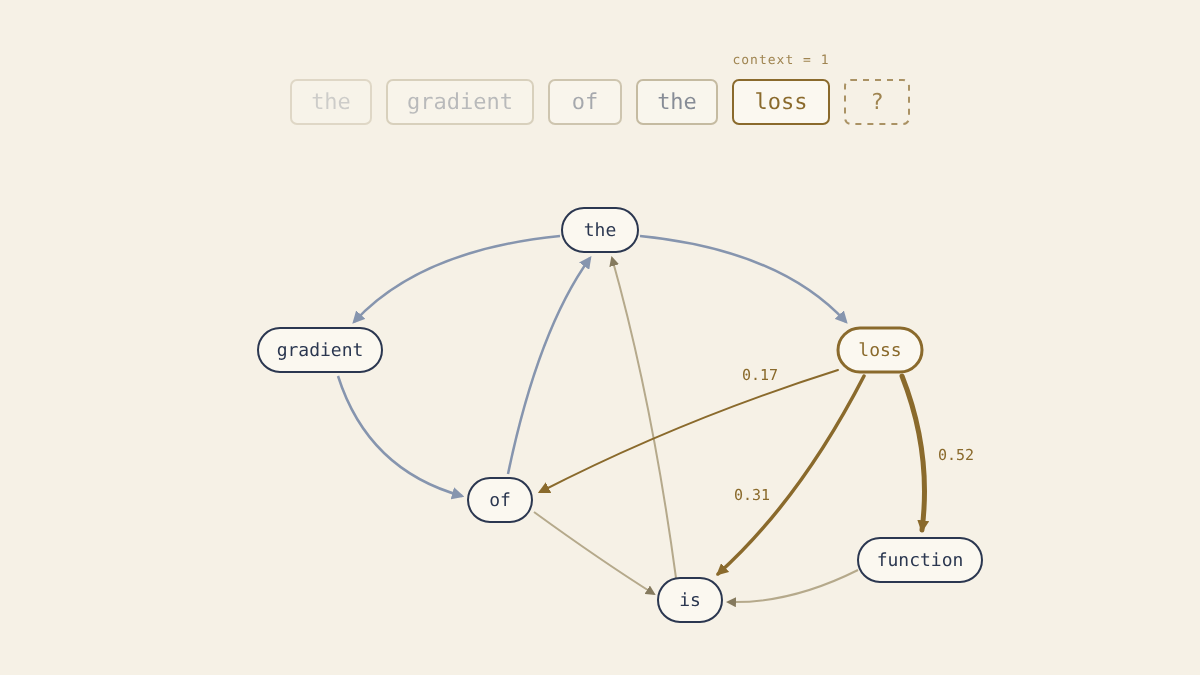 context = 1
the gradient of the loss ?
the
gradient
loss
0.17
0.52
0.31
of
function
is